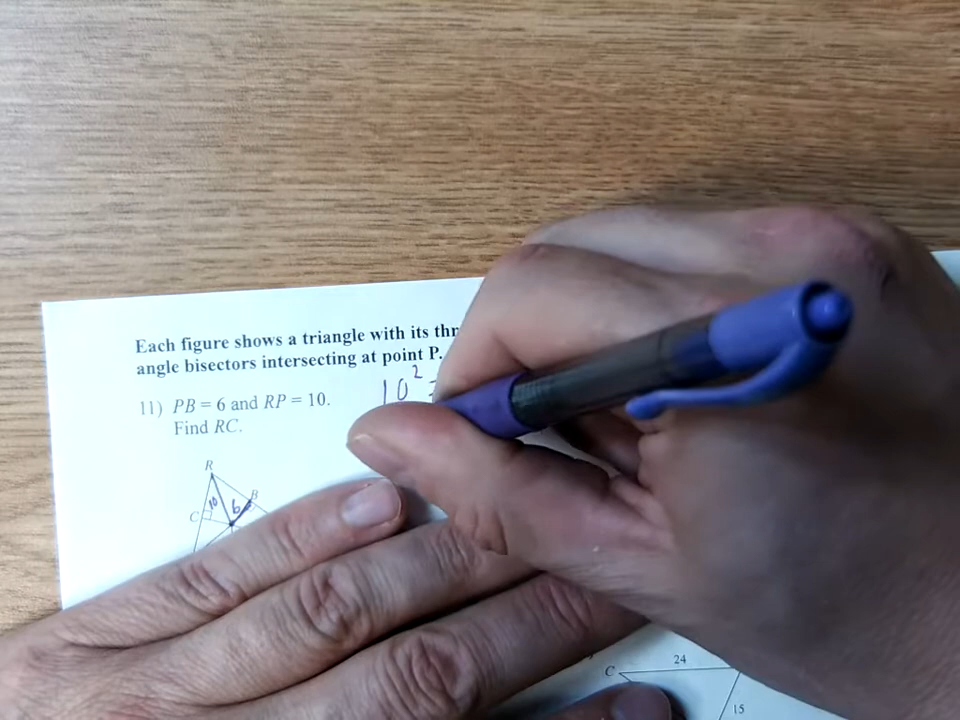 Each figure shows a triangle with its
angle bisectors intersecting at point P.
10² =
11) PB = 6 and RP = 10.
Find RC.
R
10
6
B
C
C
24
15